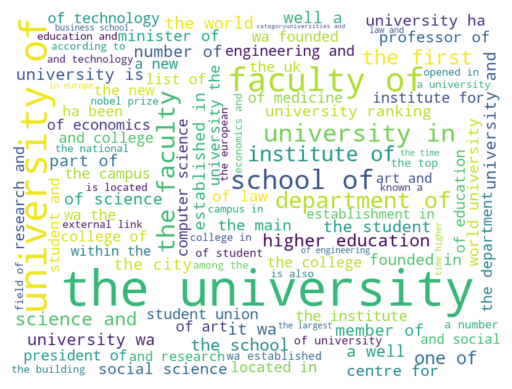 of technology
business school
categoryuniversities and
education and
minister of
the world
well a
law and
university ha
according to
number of
wa founded
engineering and
professor of
and technology
a new
the uk
the first
opened in
university is
list of
faculty of
a university
in europe
the new
nobel prize
of medicine
institute for
ha been
university ranking
of economics
university in
and college
the national
institute of
the time
part of
the top
the campus
school of
art and
is located
known a
of science
of law
department of
wa the
campus in
establishment in
external link
the main
the student
college of
college in
higher education
founded in
within the
of student
of engineering
the city
among the
the college
is also
university of
research and
field of
student and
the faculty
computer science
established in
university the
the european
economics and
time higher
of education
world university
the department
university and
the university
science and
student union
the institute
a number
of art
it wa
the largest
member of
and social
university wa
the school
of university
a well
one of
president of
and research
wa established
the building
social science
located in
centre for